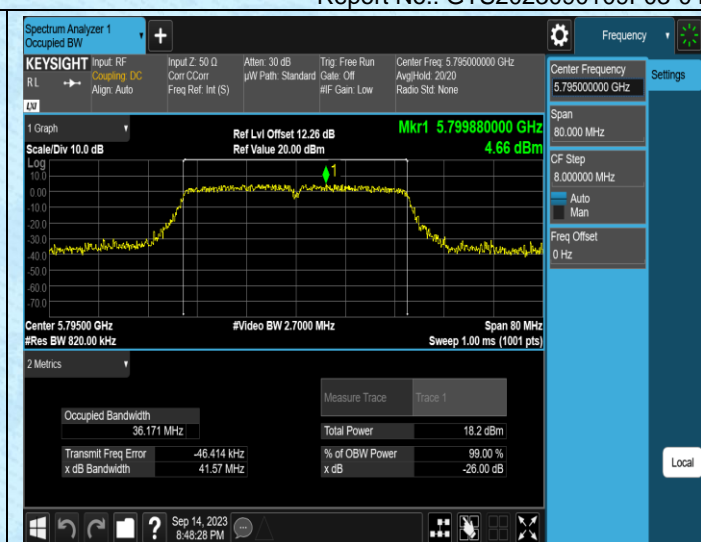 Spectrum Analyzer 1
Occupied BW
Frequency
KEYSIGHT
RL
LXI
Input: RF
Coupling: DC
Align: Auto
Input Z: 50 Ω
Corr CCorr
Freq Ref: Int (S)
Atten: 30 dB
µW Path: Standard
Trig: Free Run
Gate: Off
#IF Gain: Low
Center Freq: 5.795000000 GHz
Avg|Hold: 20/20
Radio Std: None
Center Frequency
5.795000000 GHz
Settings
Span
80.000 MHz
CF Step
8.000000 MHz
Auto
Man
Freq Offset
0 Hz
Local
1 Graph
Scale/Div 10.0 dB
Ref Lvl Offset 12.26 dB
Ref Value 20.00 dBm
Mkr1 5.799880000 GHz
4.66 dBm
Log
10.0
0.00
-10.0
-20.0
-30.0
-40.0
-50.0
-60.0
-70.0
1
Center 5.79500 GHz
#Res BW 820.00 kHz
#Video BW 2.7000 MHz
Span 80 MHz
Sweep 1.00 ms (1001 pts)
2 Metrics
Measure Trace
Trace 1
Occupied Bandwidth
36.171 MHz
Total Power
18.2 dBm
Transmit Freq Error
-46.414 kHz
% of OBW Power
99.00 %
x dB Bandwidth
41.57 MHz
x dB
-26.00 dB
?
Sep 14, 2023
8:48:28 PM